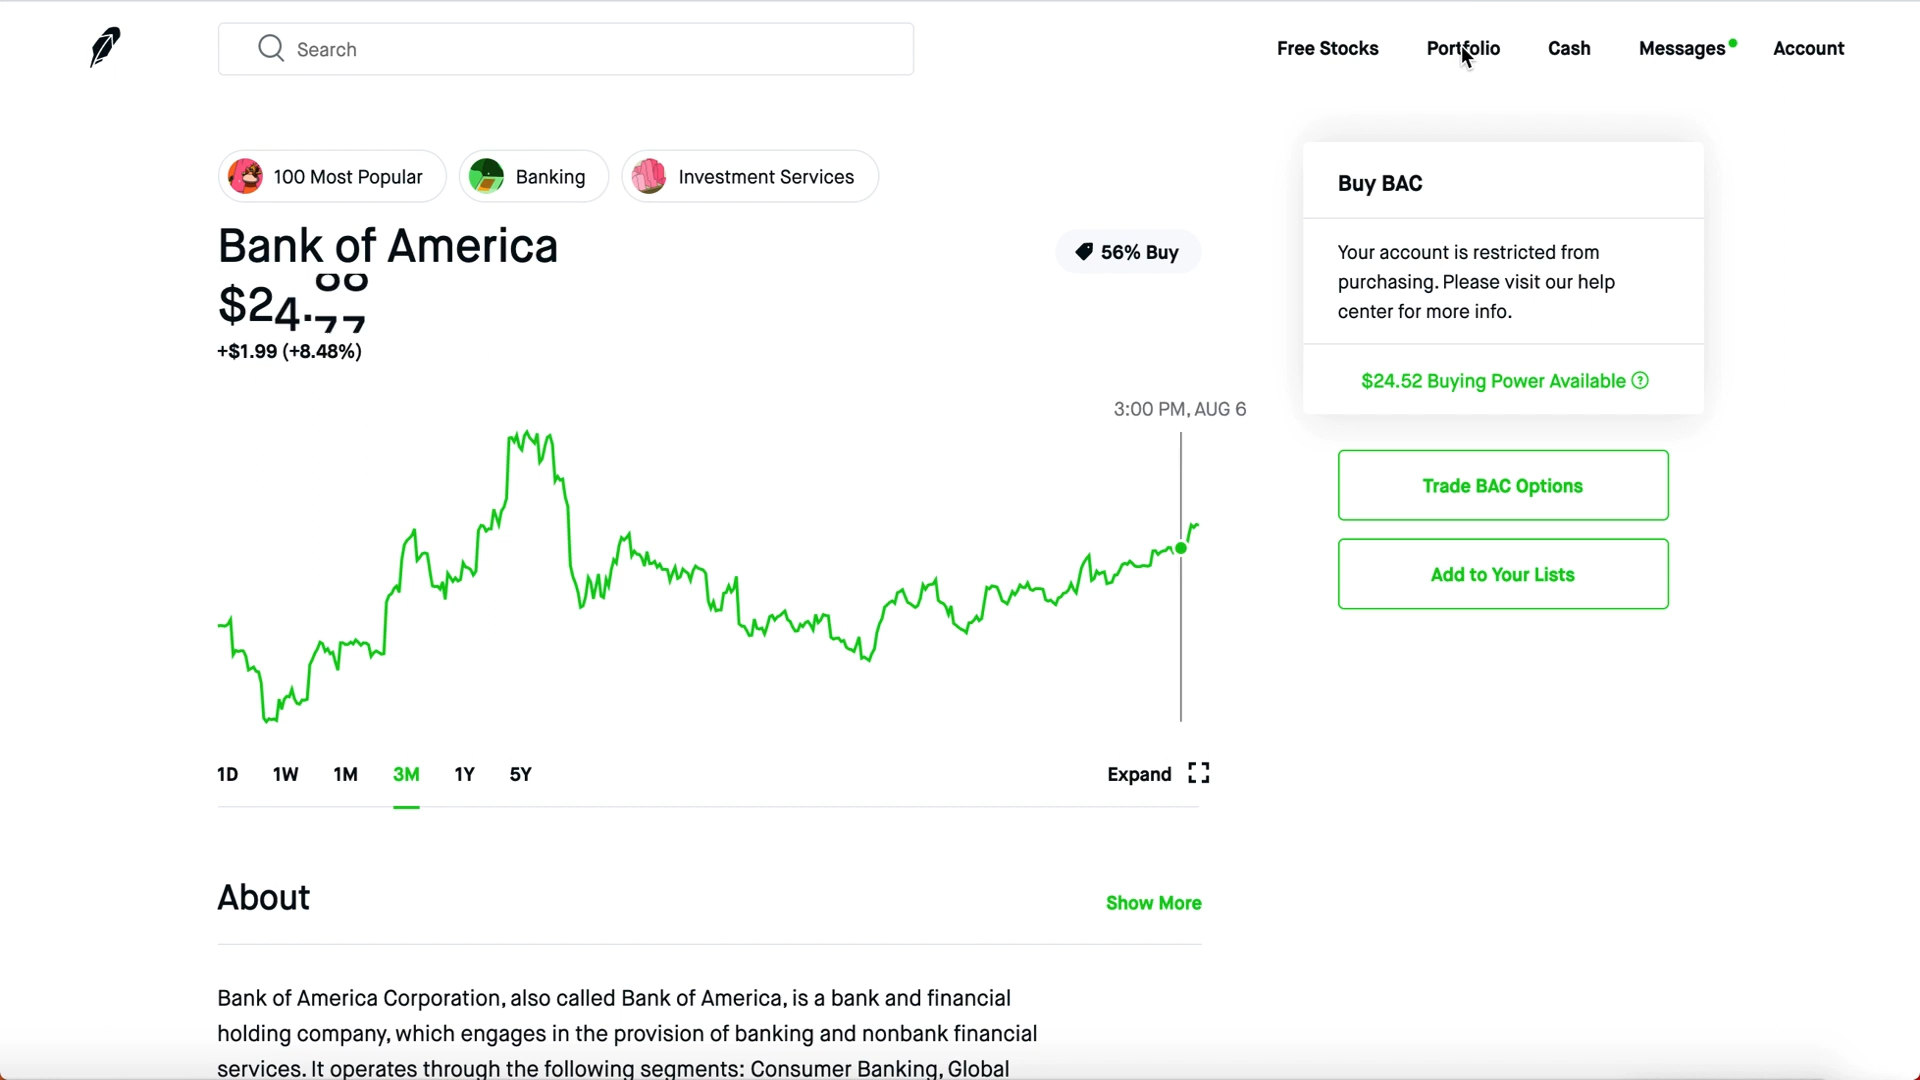 Search
Free Stocks
Portfolio
Cash
Messages
Account
100 Most Popular
Banking
Investment Services
Bank of America
56% Buy
$24.
+$1.99 (+8.48%)
3:00 PM, AUG 6
Buy BAC
Your account is restricted from
purchasing. Please visit our help
center for more info.
$24.52 Buying Power Available
Trade BAC Options
Add to Your Lists
1D
1W
1M
3M
1Y
5Y
Expand
About
Show More
Bank of America Corporation, also called Bank of America, is a bank and financial
holding company, which engages in the provision of banking and nonbank financial
services. It operates through the following segments: Consumer Banking, Global